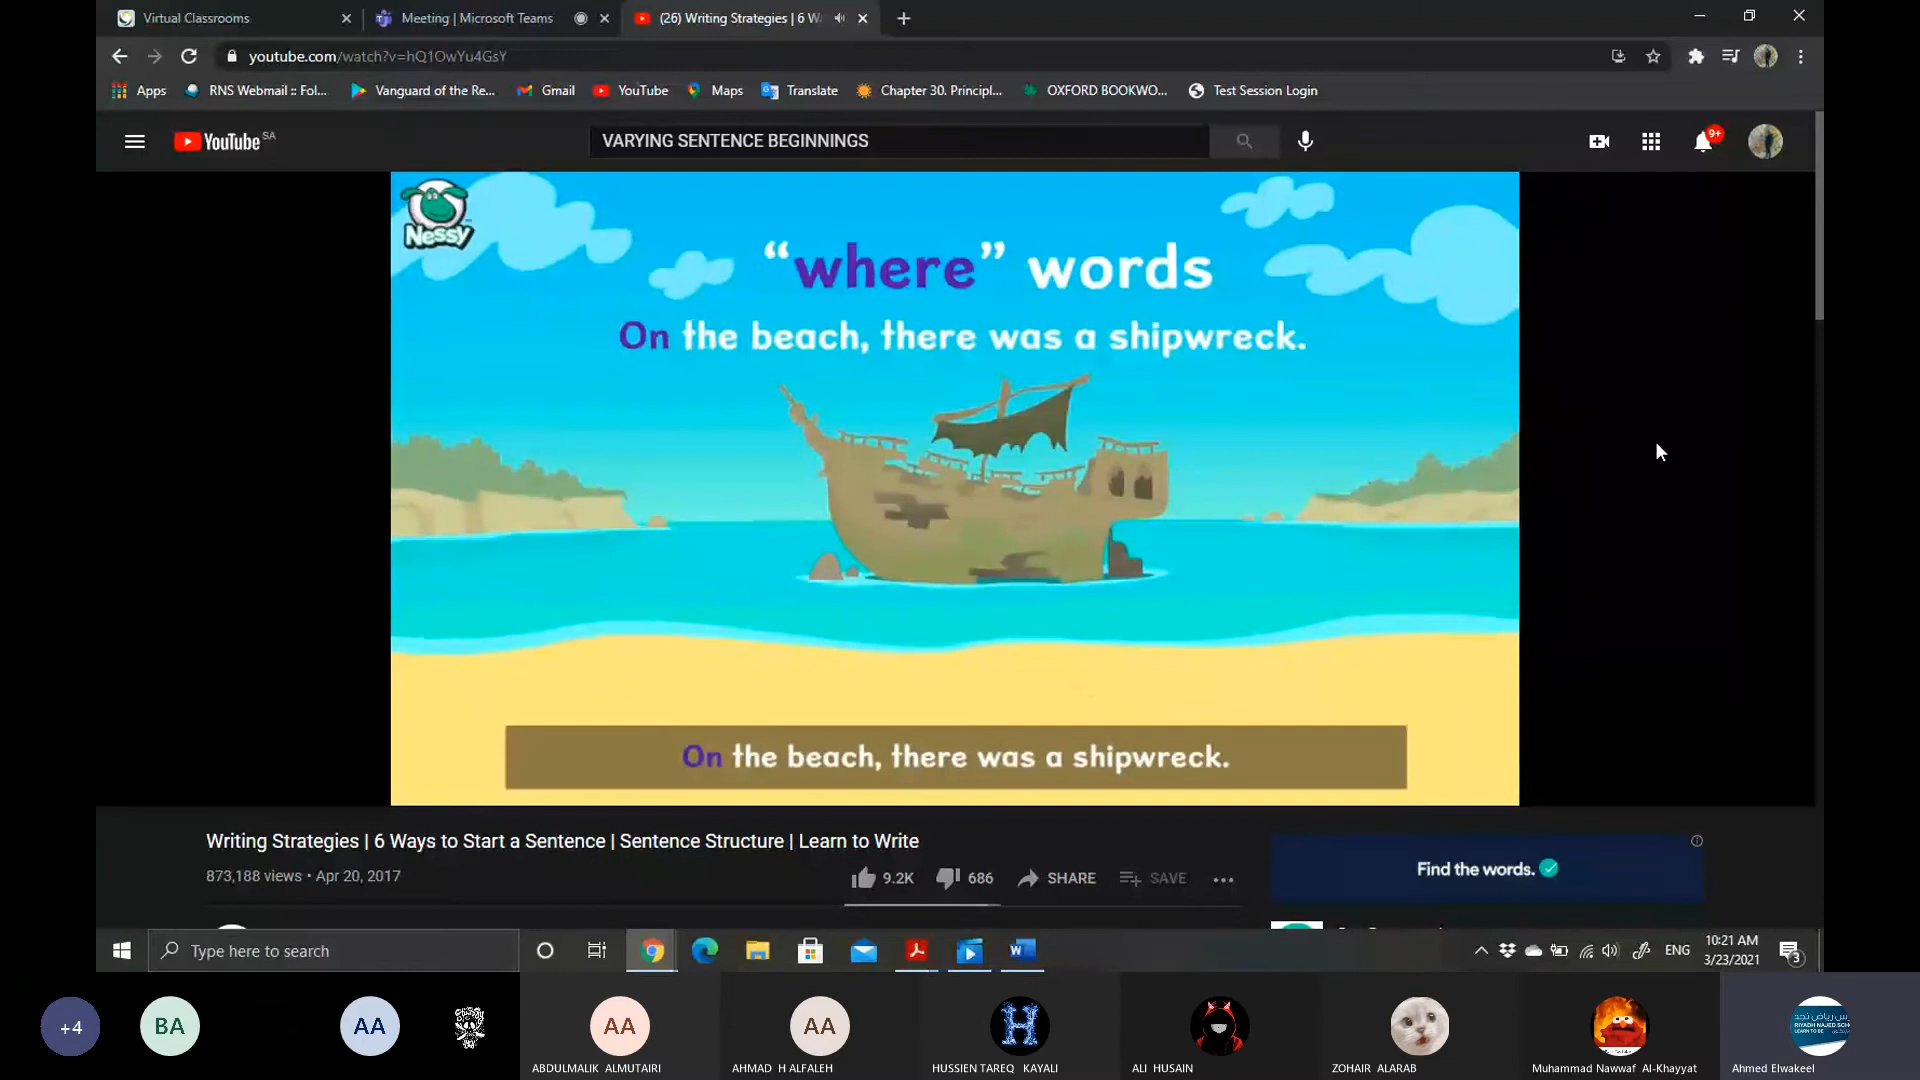 Virtual Classrooms
Meeting | Microsoft Teams
(26) Writing Strategies | 6 W
youtube.com/watch?v=hQ1OwYu4GsY
Apps
RNS Webmail :: Fol...
Vanguard of the Re...
Gmail
YouTube
Maps
Translate
Chapter 30. Principl...
OXFORD BOOKWO...
Test Session Login
YouTube SA
VARYING SENTENCE BEGINNINGS
9+
Nessy
“where” words
On the beach, there was a shipwreck.
On the beach, there was a shipwreck.
Writing Strategies | 6 Ways to Start a Sentence | Sentence Structure | Learn to Write
873,188 views • Apr 20, 2017
9.2K
686
SHARE
SAVE
Find the words.
Type here to search
ENG
10:21 AM
3/23/2021
3
+4
BA
AA
AA
AA
H
ABDULMALIK ALMUTAIRI
AHMAD H ALFALEH
HUSSIEN TAREQ KAYALI
ALI HUSAIN
ZOHAIR ALARAB
Muhammad Nawwaf Al-Khayyat
Ahmed Elwakeel